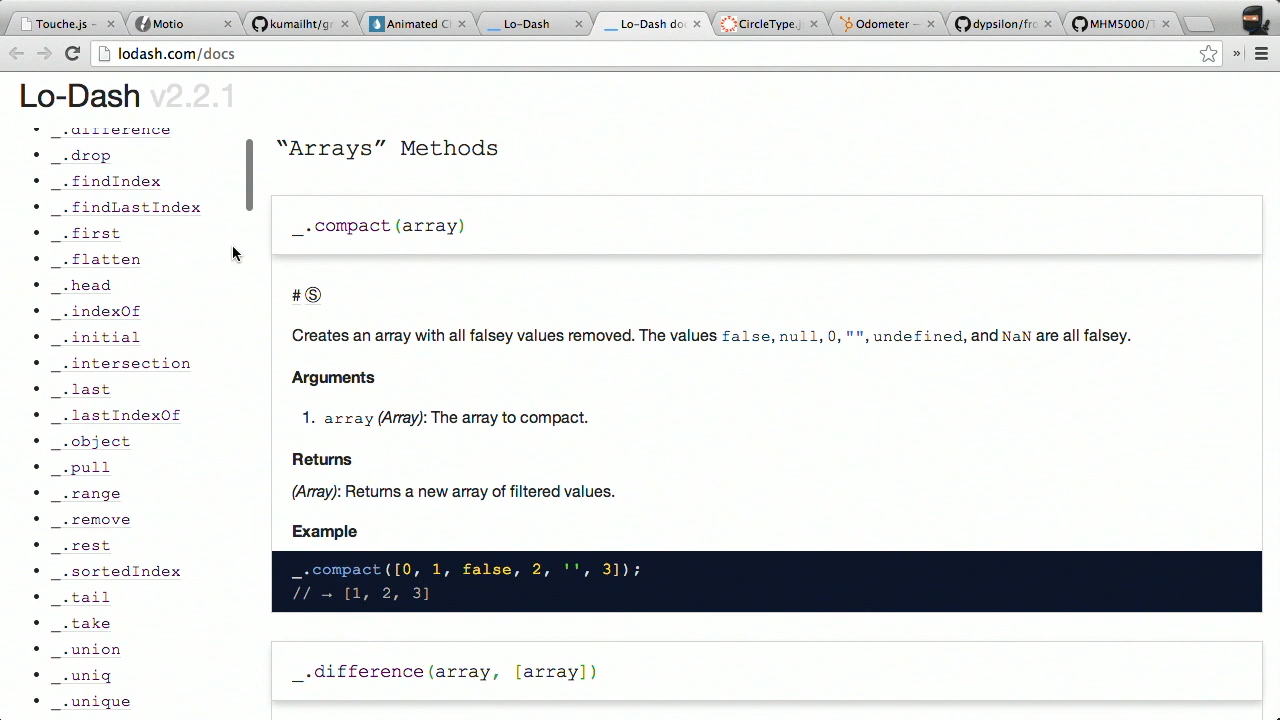 Touche.js -
Motio
kumailht/gr
Animated C
Lo-Dash
Lo-Dash do
CircleType.
Odometer –
dypsilon/fro
MHM5000/
lodash.com/docs
»
Lo-Dash v2.2.1
• _.difference
• _.drop
• _.findIndex
• _.findLastIndex
• _.first
• _.flatten
• _.head
• _.indexOf
• _.initial
• _.intersection
• _.last
• _.lastIndexOf
• _.object
• _.pull
• _.range
• _.remove
• _.rest
• _.sortedIndex
• _.tail
• _.take
• _.union
• _.uniq
• _.unique
“Arrays” Methods
_.compact(array)
# Ⓢ
Creates an array with all falsey values removed. The values false, null, 0, "", undefined, and NaN are all falsey.
Arguments
1. array (Array): The array to compact.
Returns
(Array): Returns a new array of filtered values.
Example
_.compact([0, 1, false, 2, '', 3]);
// → [1, 2, 3]
_.difference(array, [array])